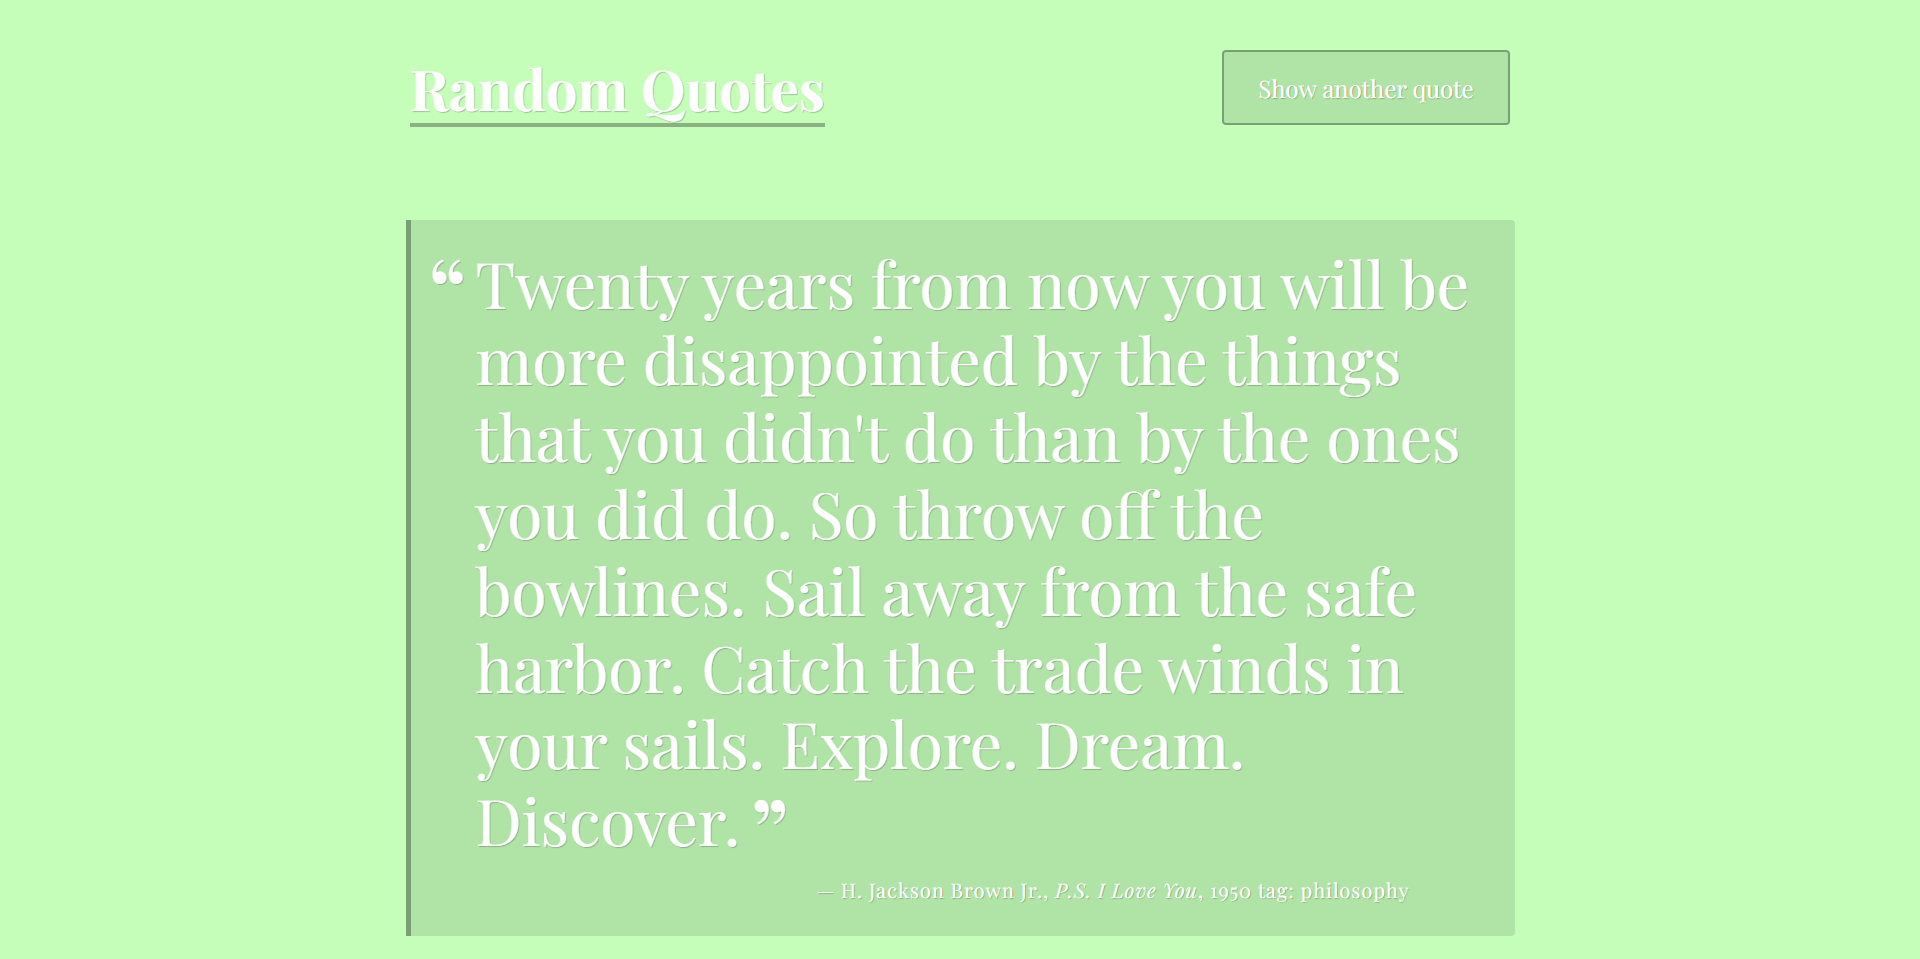 Random Quotes
Show another quote
“ Twenty years from now you will be
more disappointed by the things
that you didn't do than by the ones
you did do. So throw off the
bowlines. Sail away from the safe
harbor. Catch the trade winds in
your sails. Explore. Dream.
Discover. ”
— H. Jackson Brown Jr., P.S. I Love You, 1950 tag: philosophy